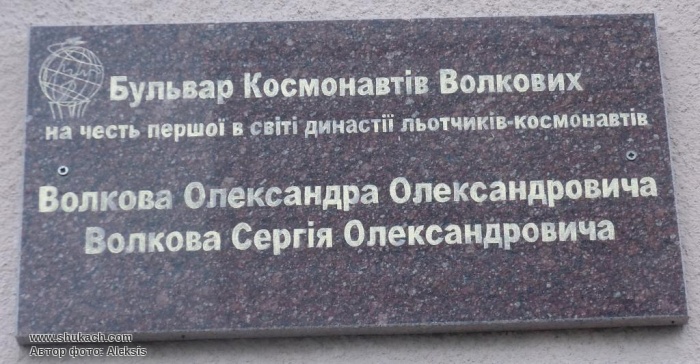 Бульвар Космонавтів Волкових
на честь першої в світі династії льотчиків-космонавтів
Волкова Олександра Олександровича
Волкова Сергія Олександровича
www.shukach.com
Автор фото: Aleksis